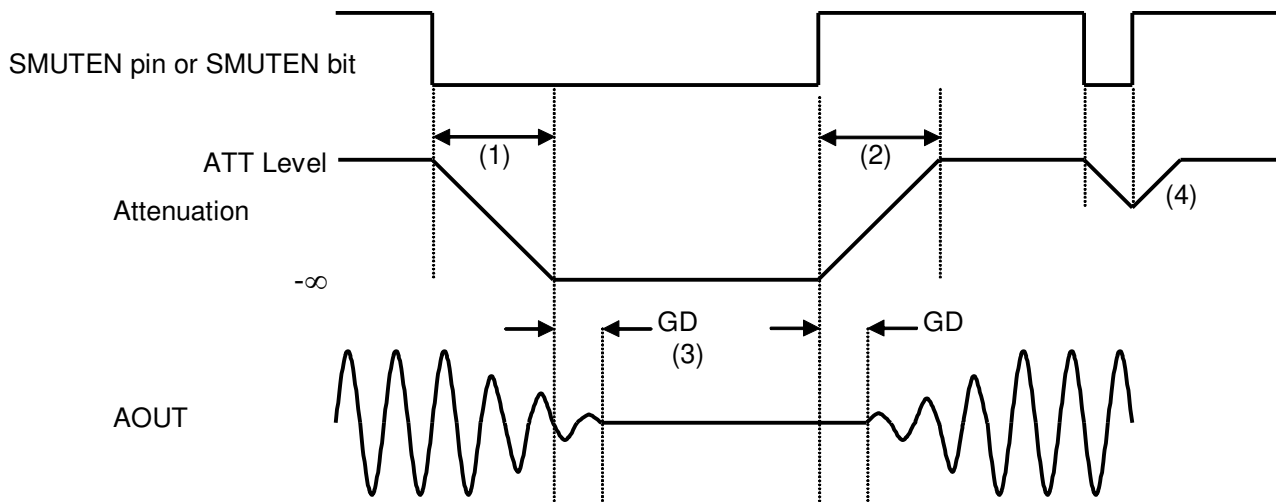 SMUTEN pin or SMUTEN bit
(1)
(2)
ATT Level
(4)
Attenuation
-∞
GD
GD
(3)
AOUT